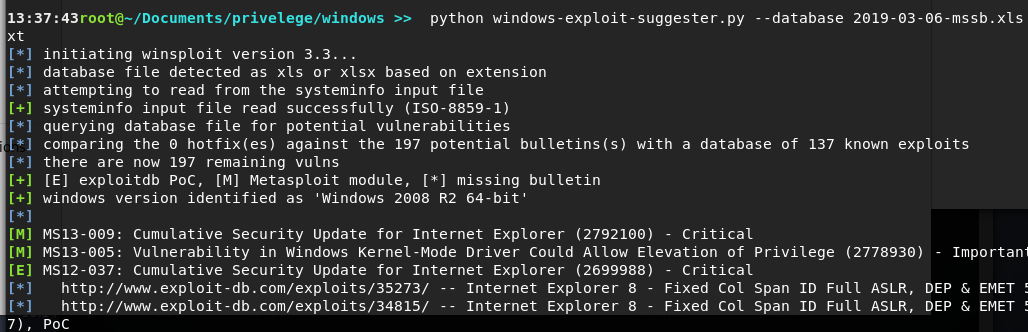 13:37:43root@~/Documents/privelege/windows >>  python windows-exploit-suggester.py --database 2019-03-06-mssb.xls
xt
[*] initiating winsploit version 3.3...
[*] database file detected as xls or xlsx based on extension
[*] attempting to read from the systeminfo input file
[+] systeminfo input file read successfully (ISO-8859-1)
[*] querying database file for potential vulnerabilities
[*] comparing the 0 hotfix(es) against the 197 potential bulletins(s) with a database of 137 known exploits
[*] there are now 197 remaining vulns
[+] [E] exploitdb PoC, [M] Metasploit module, [*] missing bulletin
[+] windows version identified as 'Windows 2008 R2 64-bit'
[*]
[M] MS13-009: Cumulative Security Update for Internet Explorer (2792100) - Critical
[M] MS13-005: Vulnerability in Windows Kernel-Mode Driver Could Allow Elevation of Privilege (2778930) - Important
[E] MS12-037: Cumulative Security Update for Internet Explorer (2699988) - Critical
[*]   http://www.exploit-db.com/exploits/35273/ -- Internet Explorer 8 - Fixed Col Span ID Full ASLR, DEP & EMET 5
[*]   http://www.exploit-db.com/exploits/34815/ -- Internet Explorer 8 - Fixed Col Span ID Full ASLR, DEP & EMET 5
7), PoC